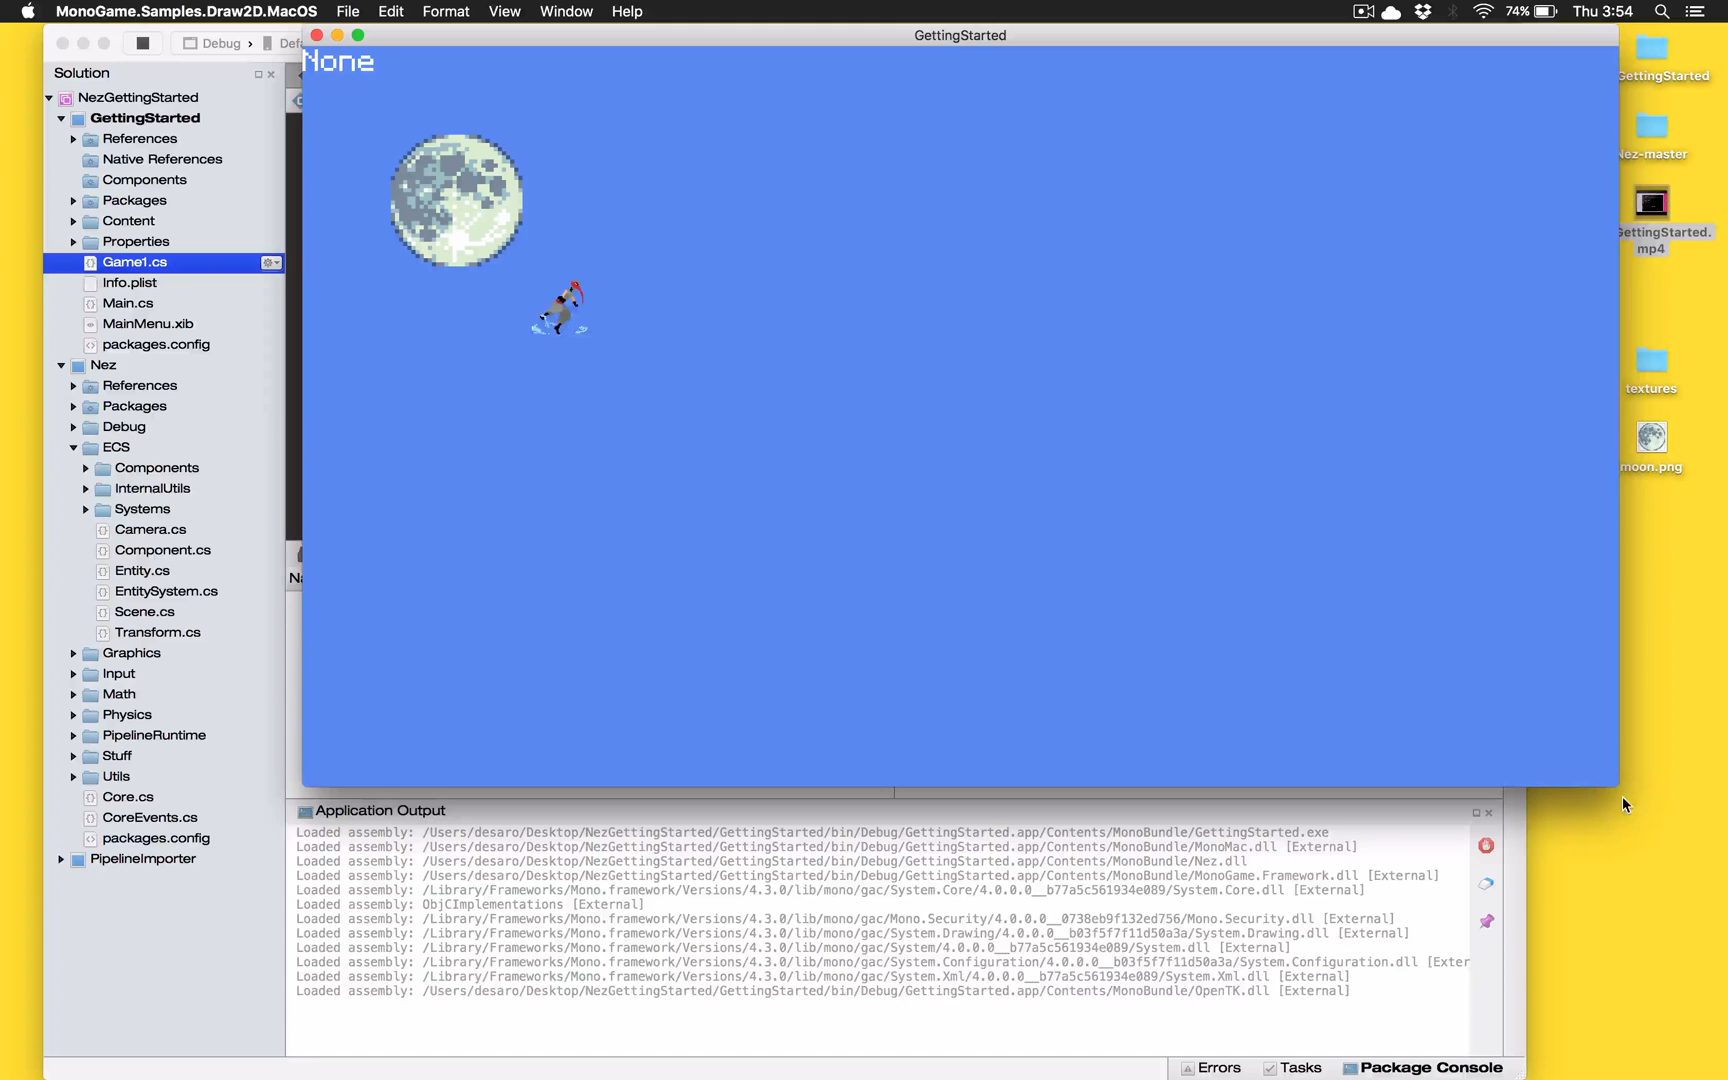 MonoGame.Samples.Draw2D.MacOS File Edit Format View Window Help 74% Thu 3:54
Debug › Defa
GettingStarted
None
Solution
NezGettingStarted
GettingStarted
References
Native References
Components
Packages
Content
Properties
Game1.cs
Info.plist
Main.cs
MainMenu.xib
packages.config
Nez
References
Packages
Debug
ECS
Components
InternalUtils
Systems
Camera.cs
Component.cs
Entity.cs
EntitySystem.cs
Scene.cs
Transform.cs
Graphics
Input
Math
Physics
PipelineRuntime
Stuff
Utils
Core.cs
CoreEvents.cs
packages.config
PipelineImporter
Na
GettingStarted
Nez-master
GettingStarted.
mp4
textures
moon.png
Application Output
Loaded assembly: /Users/desaro/Desktop/NezGettingStarted/GettingStarted/bin/Debug/GettingStarted.app/Contents/MonoBundle/GettingStarted.exe
Loaded assembly: /Users/desaro/Desktop/NezGettingStarted/GettingStarted/bin/Debug/GettingStarted.app/Contents/MonoBundle/MonoMac.dll [External]
Loaded assembly: /Users/desaro/Desktop/NezGettingStarted/GettingStarted/bin/Debug/GettingStarted.app/Contents/MonoBundle/Nez.dll
Loaded assembly: /Users/desaro/Desktop/NezGettingStarted/GettingStarted/bin/Debug/GettingStarted.app/Contents/MonoBundle/MonoGame.Framework.dll [External]
Loaded assembly: /Library/Frameworks/Mono.framework/Versions/4.3.0/lib/mono/gac/System.Core/4.0.0.0__b77a5c561934e089/System.Core.dll [External]
Loaded assembly: ObjCImplementations [External]
Loaded assembly: /Library/Frameworks/Mono.framework/Versions/4.3.0/lib/mono/gac/Mono.Security/4.0.0.0__0738eb9f132ed756/Mono.Security.dll [External]
Loaded assembly: /Library/Frameworks/Mono.framework/Versions/4.3.0/lib/mono/gac/System.Drawing/4.0.0.0__b03f5f7f11d50a3a/System.Drawing.dll [External]
Loaded assembly: /Library/Frameworks/Mono.framework/Versions/4.3.0/lib/mono/gac/System/4.0.0.0__b77a5c561934e089/System.dll [External]
Loaded assembly: /Library/Frameworks/Mono.framework/Versions/4.3.0/lib/mono/gac/System.Configuration/4.0.0.0__b03f5f7f11d50a3a/System.Configuration.dll [Exter
Loaded assembly: /Library/Frameworks/Mono.framework/Versions/4.3.0/lib/mono/gac/System.Xml/4.0.0.0__b77a5c561934e089/System.Xml.dll [External]
Loaded assembly: /Users/desaro/Desktop/NezGettingStarted/GettingStarted/bin/Debug/GettingStarted.app/Contents/MonoBundle/OpenTK.dll [External]
Errors Tasks Package Console